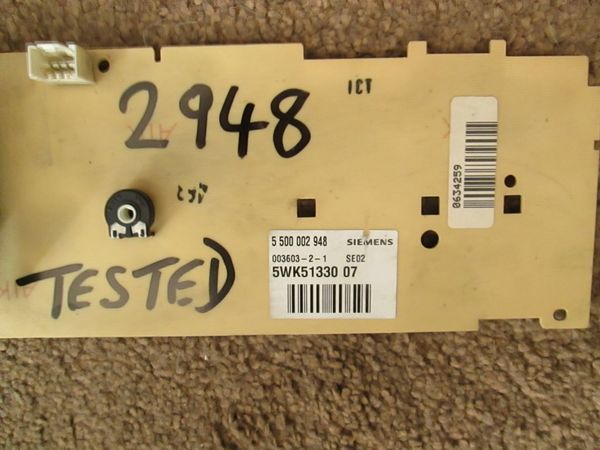 2948
ICT
TESTED
5 500 002 948 SIEMENS
003603-2-1 SE02
5WK51330 07
0634259